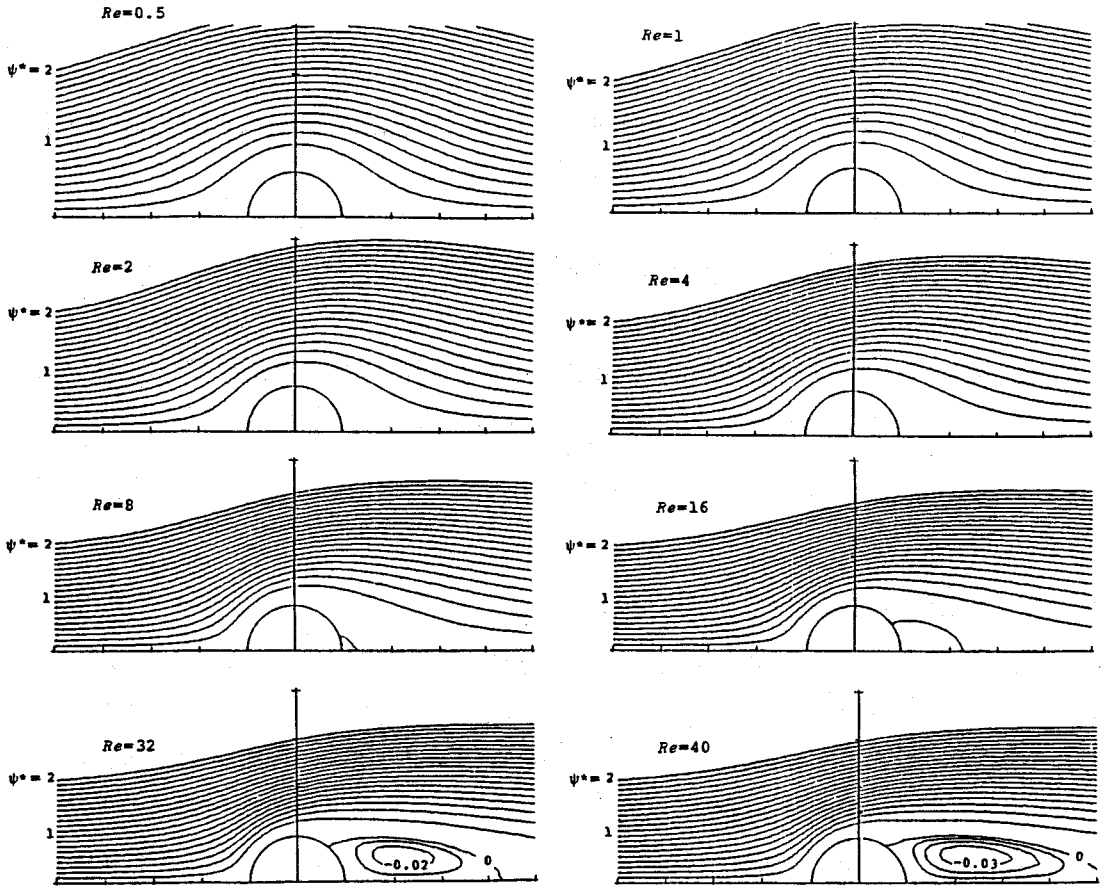 Re=0.5
ψ*= 2
1
Re=1
ψ*= 2
1
Re=2
ψ*= 2
1
Re=4
ψ*= 2
1
Re=8
ψ*= 2
1
Re=16
ψ*= 2
1
Re=32
ψ*= 2
1
-0.02
0
Re=40
ψ*= 2
1
-0.03
0